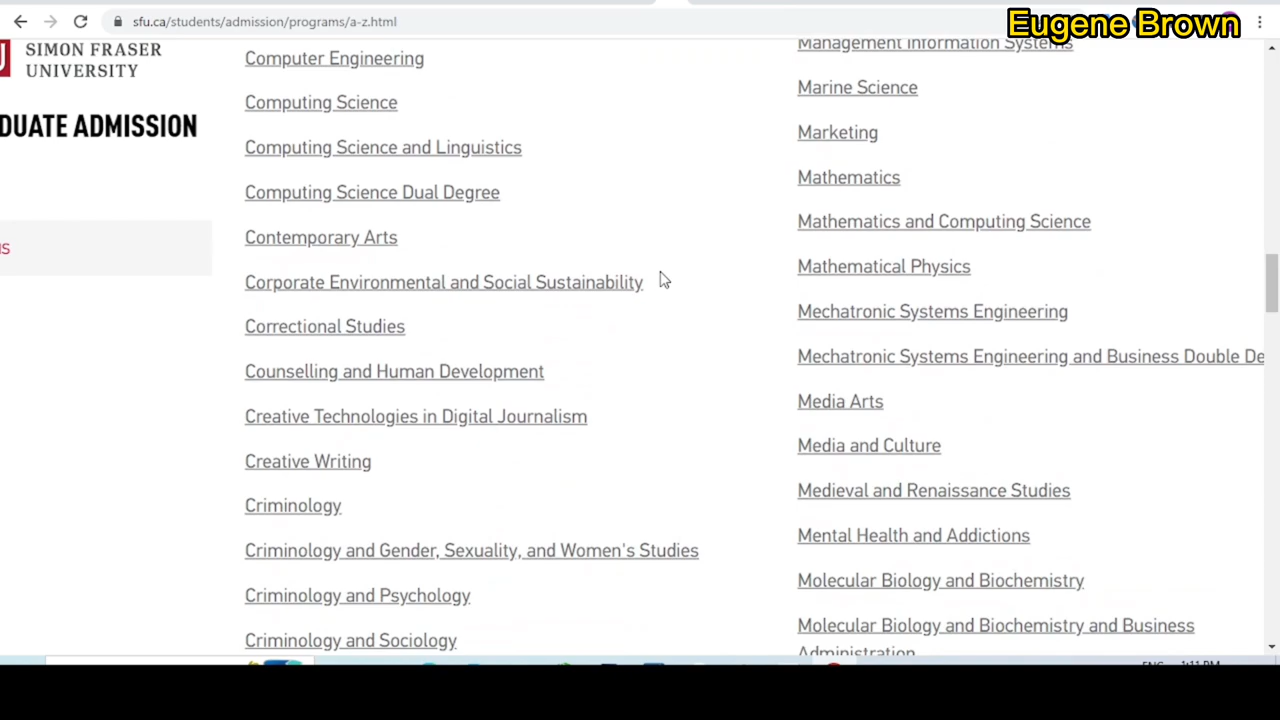 sfu.ca/students/admission/programs/a-z.html
Eugene Brown
SIMON FRASER
UNIVERSITY
DUATE ADMISSION
Computer Engineering
Computing Science
Computing Science and Linguistics
Computing Science Dual Degree
Contemporary Arts
Corporate Environmental and Social Sustainability
Correctional Studies
Counselling and Human Development
Creative Technologies in Digital Journalism
Creative Writing
Criminology
Criminology and Gender, Sexuality, and Women's Studies
Criminology and Psychology
Criminology and Sociology
Management Information Systems
Marine Science
Marketing
Mathematics
Mathematics and Computing Science
Mathematical Physics
Mechatronic Systems Engineering
Mechatronic Systems Engineering and Business Double De
Media Arts
Media and Culture
Medieval and Renaissance Studies
Mental Health and Addictions
Molecular Biology and Biochemistry
Molecular Biology and Biochemistry and Business
Administration
1:11 PM